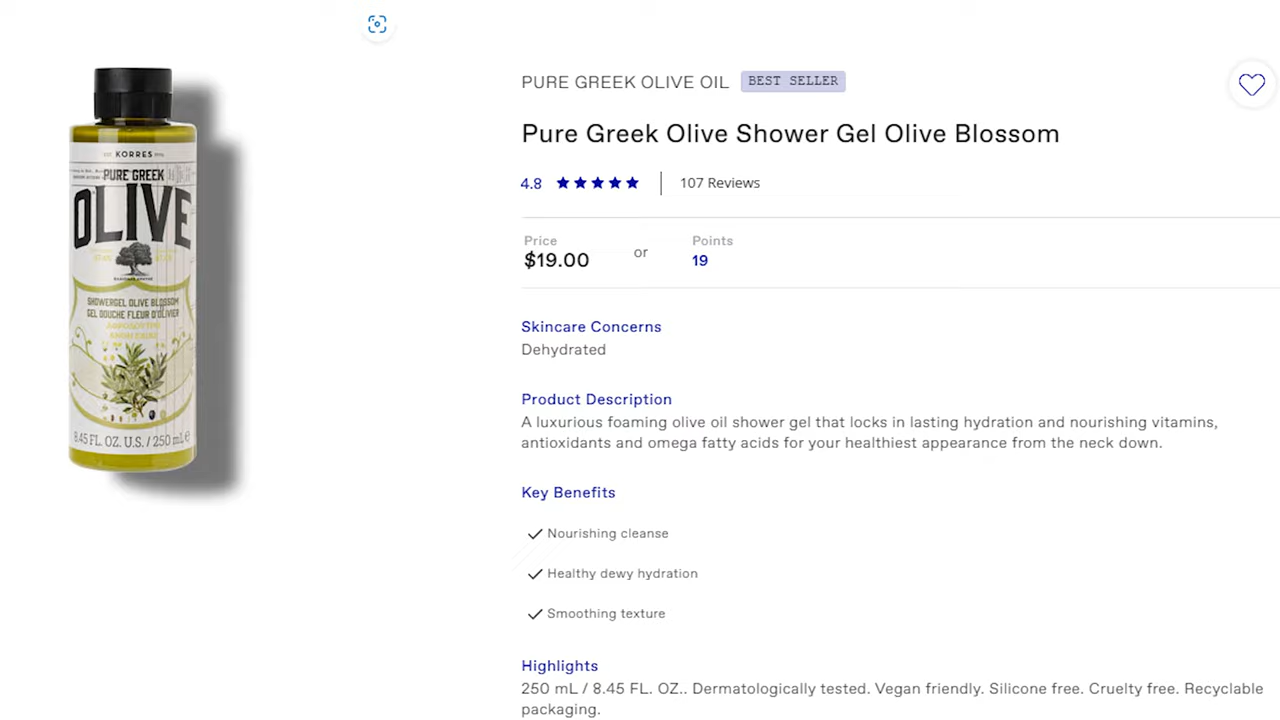 PURE GREEK OLIVE OIL BEST SELLER
Pure Greek Olive Shower Gel Olive Blossom
4.8 107 Reviews
Price
$19.00
or
Points
19
Skincare Concerns
Dehydrated
Product Description
A luxurious foaming olive oil shower gel that locks in lasting hydration and nourishing vitamins,
antioxidants and omega fatty acids for your healthiest appearance from the neck down.
Key Benefits
Nourishing cleanse
Healthy dewy hydration
Smoothing texture
Highlights
250 mL / 8.45 FL. OZ.. Dermatologically tested. Vegan friendly. Silicone free. Cruelty free. Recyclable
packaging.
KORRES
PURE GREEK
OLIVE
SHOWERGEL OLIVE BLOSSOM
GEL DOUCHE FLEUR D'OLIVIER
8.45 FL. OZ. U.S. / 250 mL e